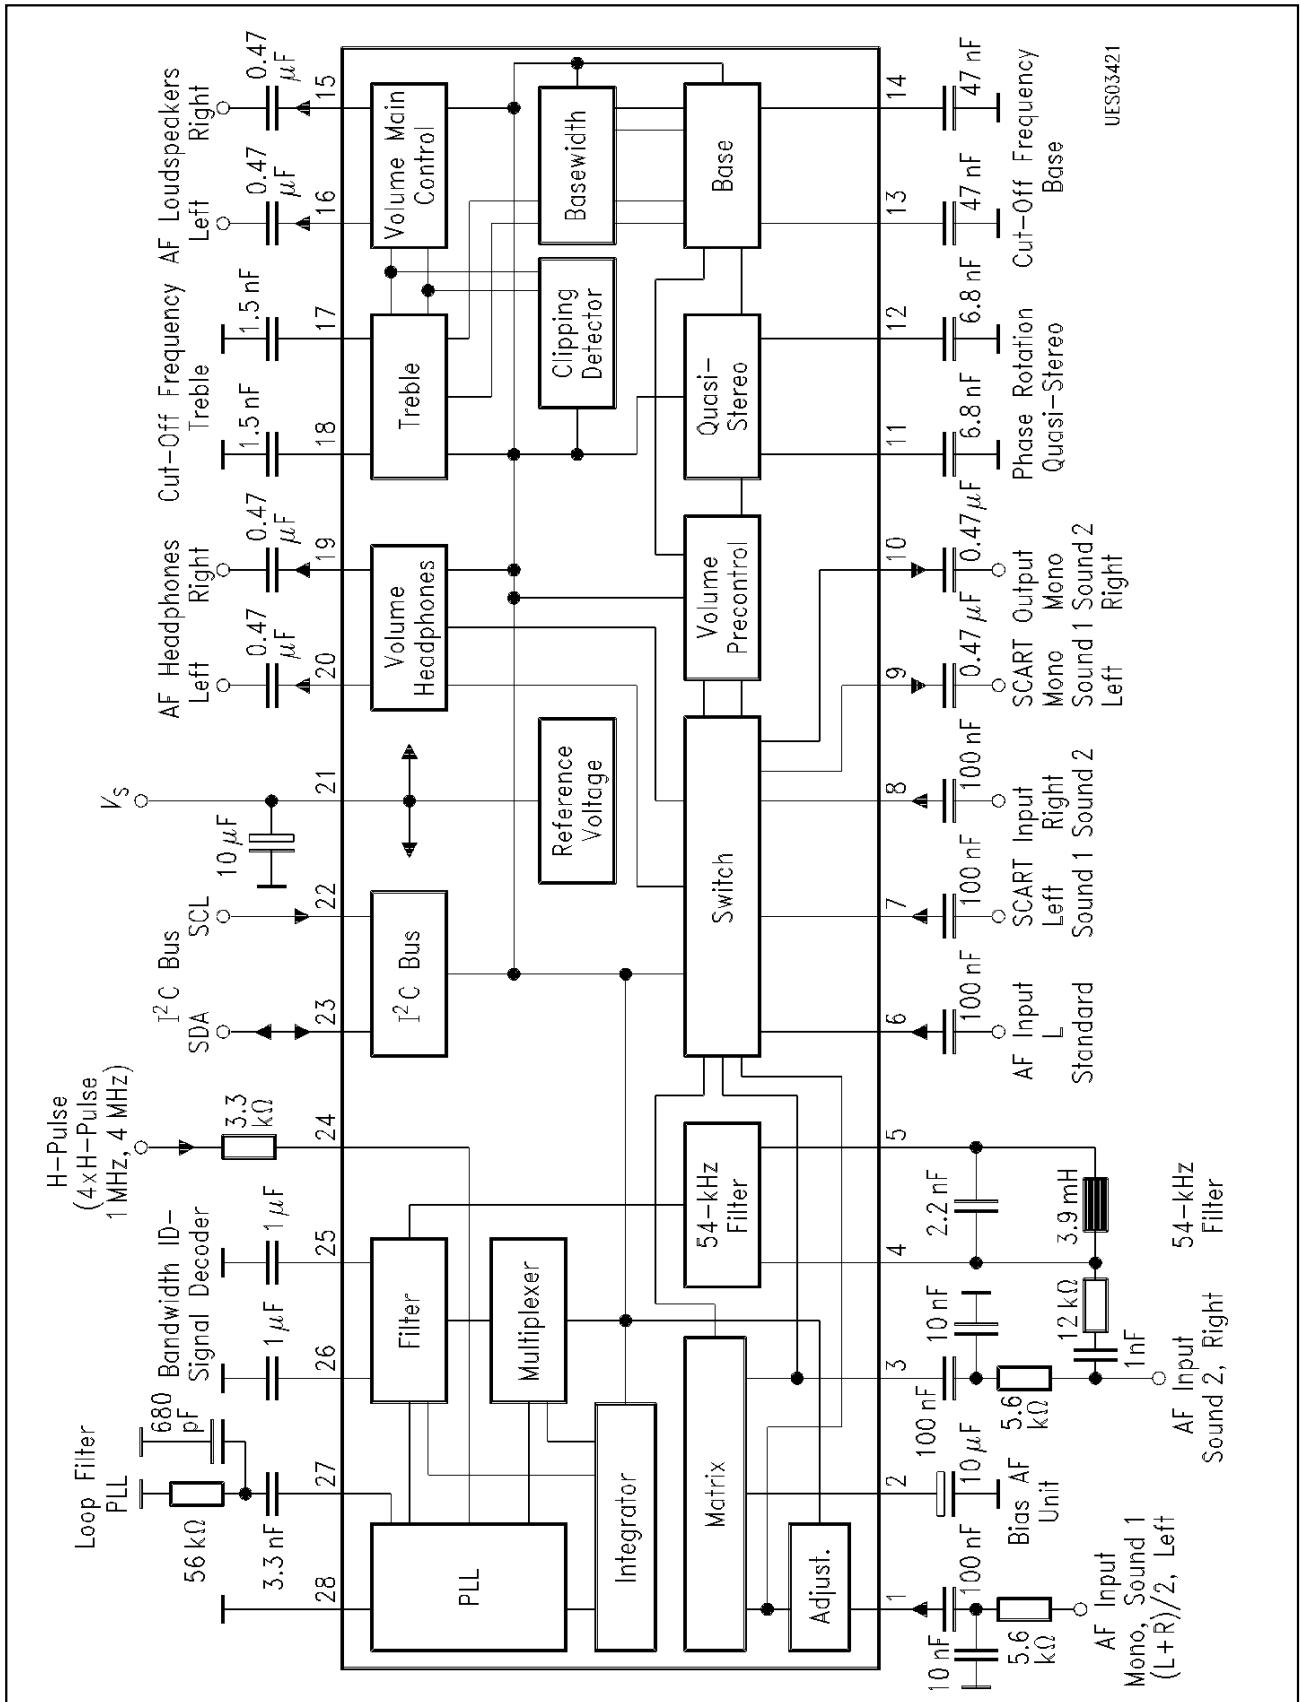 Loop Filter
PLL
56 kΩ
680
pF
3.3 nF
28
27
Bandwidth ID-
Signal Decoder
1 µF
1 µF
26
25
H-Pulse
(4xH-Pulse
1 MHz, 4 MHz)
3.3
kΩ
24
I²C Bus
SDA
SCL
23
22
Vs
10 µF
21
AF Headphones
Left
Right
0.47
µF
0.47
µF
20
19
Cut-Off Frequency
Treble
1.5 nF
1.5 nF
18
17
AF Loudspeakers
Left
Right
0.47
µF
0.47
µF
16
15
PLL
Filter
Multiplexer
Integrator
I²C Bus
Reference
Voltage
Volume
Headphones
Treble
Clipping
Detector
Volume Main
Control
Basewidth
Matrix
Adjust.
54-kHz
Filter
Switch
Volume
Precontrol
Quasi-
Stereo
Base
1
2
3
4
5
6
7
8
9
10
11
12
13
14
10 nF
100 nF
5.6
kΩ
AF Input
Mono, Sound 1
(L+R)/2, Left
10 µF
Bias AF
Unit
100 nF
10 nF
5.6
kΩ
12 kΩ
1 nF
AF Input
Sound 2, Right
2.2 nF
3.9 mH
54-kHz
Filter
100 nF
AF Input
L
Standard
100 nF
100 nF
SCART Input
Left Right
Sound 1 Sound 2
0.47 µF
0.47 µF
SCART Output
Mono Mono
Sound 1 Sound 2
Left Right
6.8 nF
6.8 nF
Phase Rotation
Quasi-Stereo
47 nF
47 nF
Cut-Off Frequency
Base
UES03421